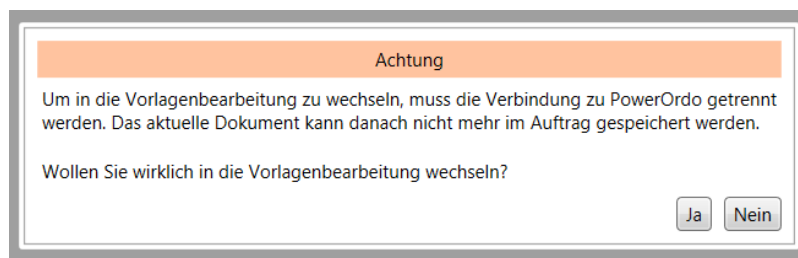 Achtung
Um in die Vorlagenbearbeitung zu wechseln, muss die Verbindung zu PowerOrdo getrennt
werden. Das aktuelle Dokument kann danach nicht mehr im Auftrag gespeichert werden.
Wollen Sie wirklich in die Vorlagenbearbeitung wechseln?
Ja Nein